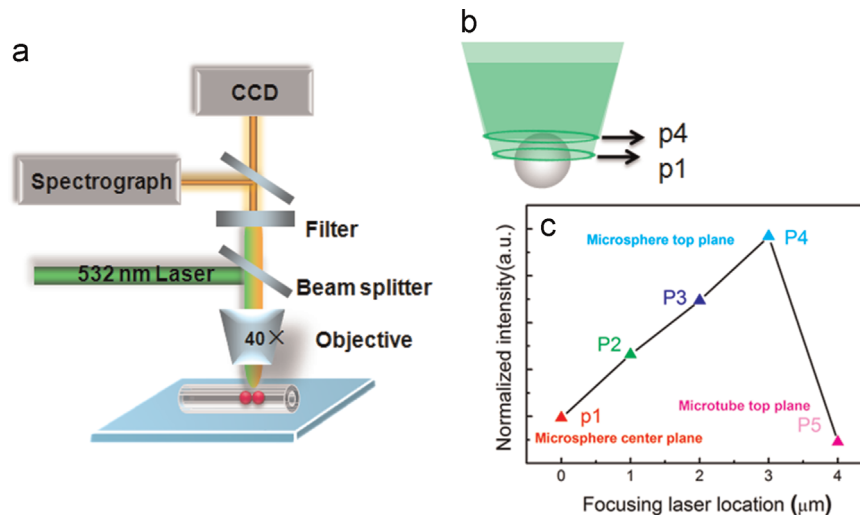 a
CCD
Spectrograph
Filter
532 nm Laser
Beam splitter
40×
Objective
b
p4
p1
c
Normalized intensity(a.u.)
Microsphere top plane
P4
P3
P2
p1
Microsphere center plane
Microtube top plane
P5
0 1 2 3 4
Focusing laser location (μm)